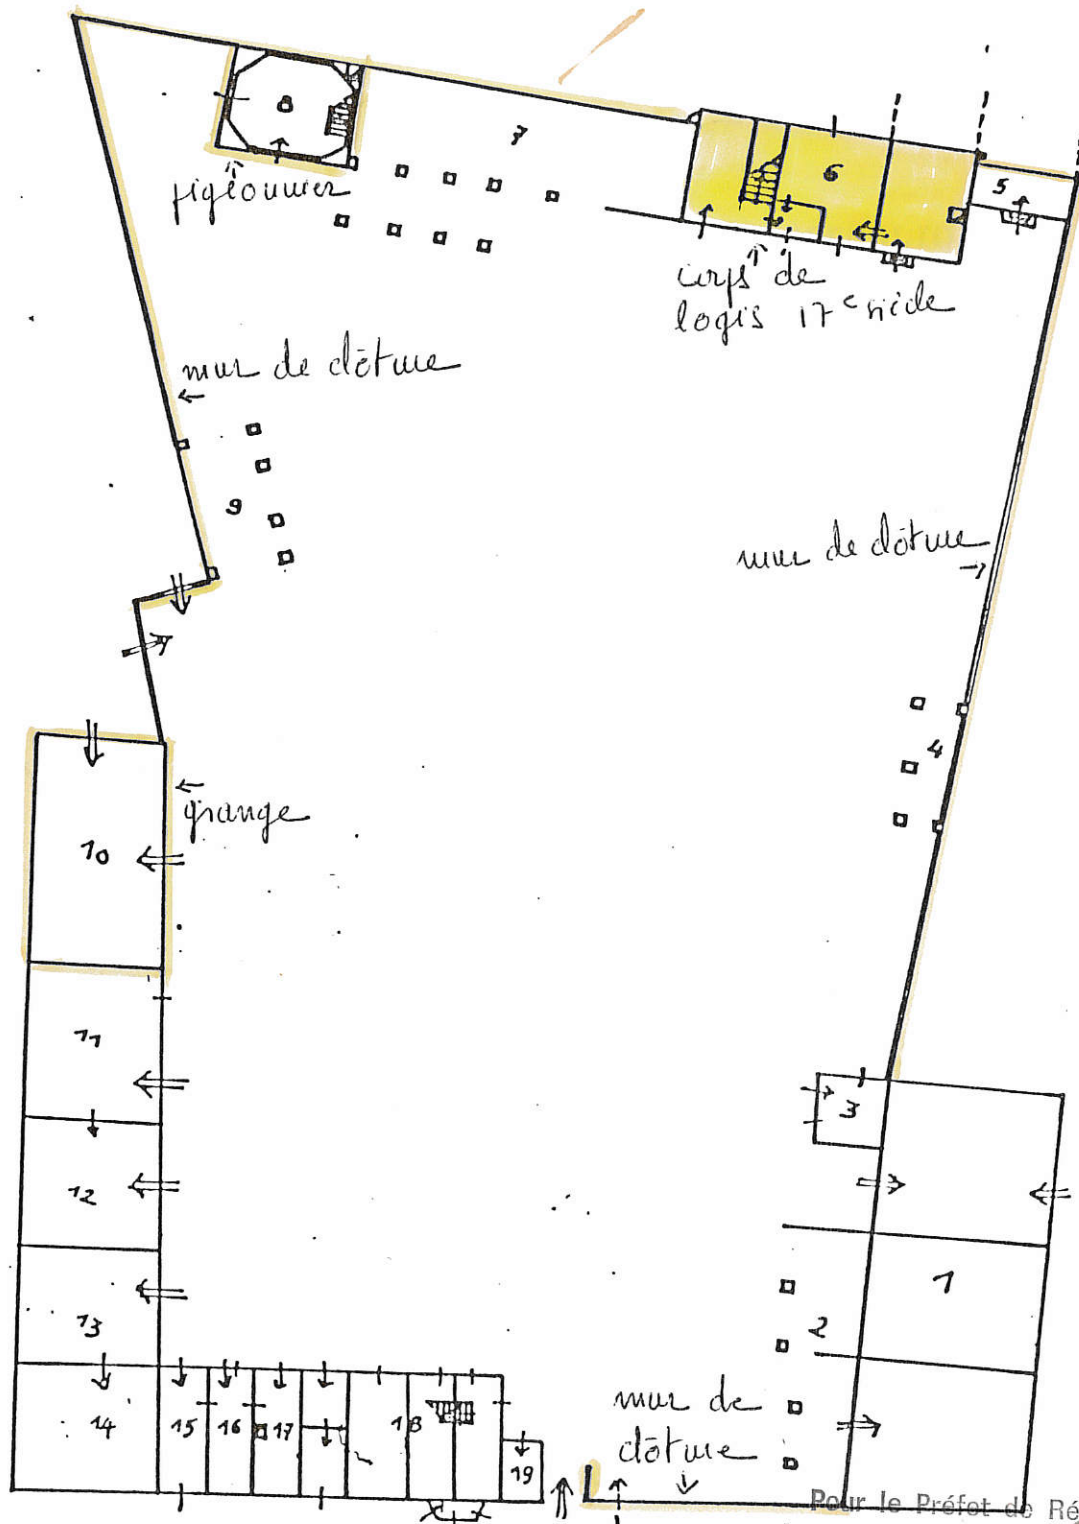 8
7
6
5
pigeonnier
corps de
logis 17e siècle
mur de clôture
9
mur de clôture
4
grange
10
11
3
12
1
13
2
mur de
clôture
14
15
16
17
18
19
Pour le Préfet de Ré